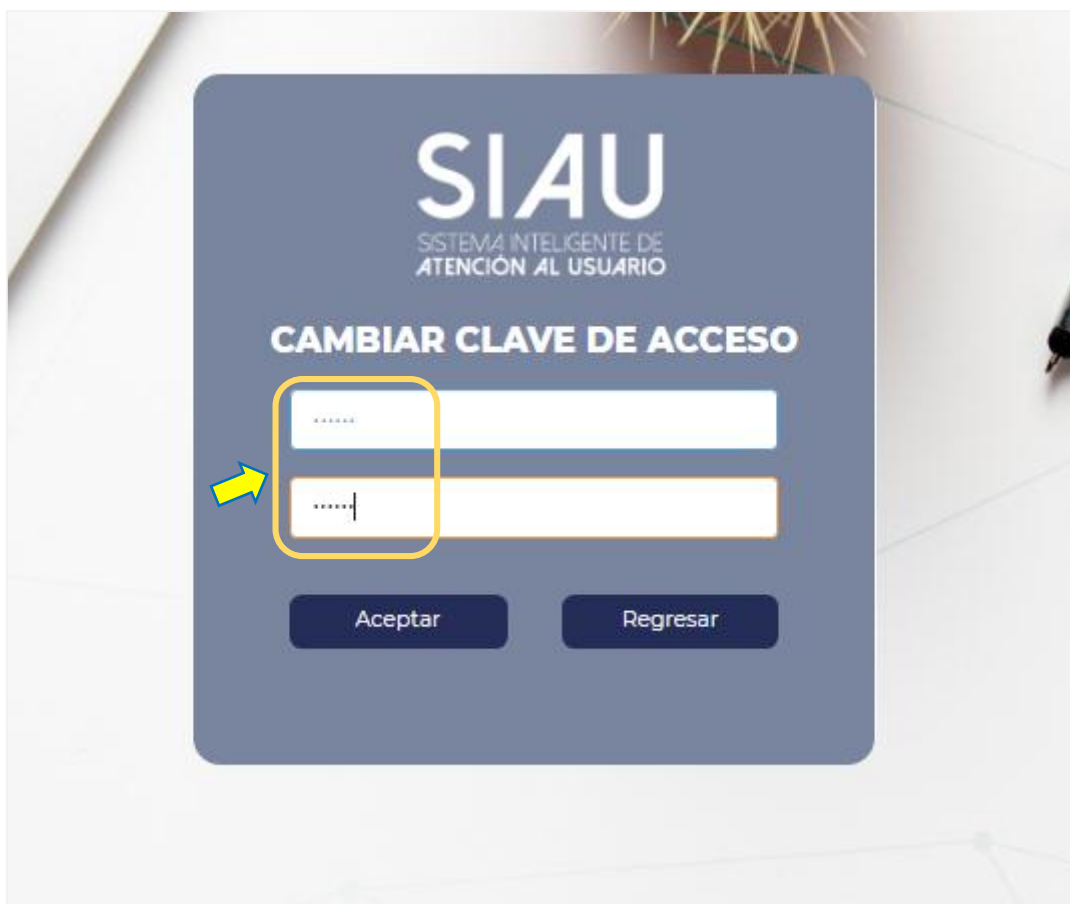 SIAU
SISTEMA INTELIGENTE DE
ATENCIÓN AL USUARIO
CAMBIAR CLAVE DE ACCESO
······
······
Aceptar
Regresar